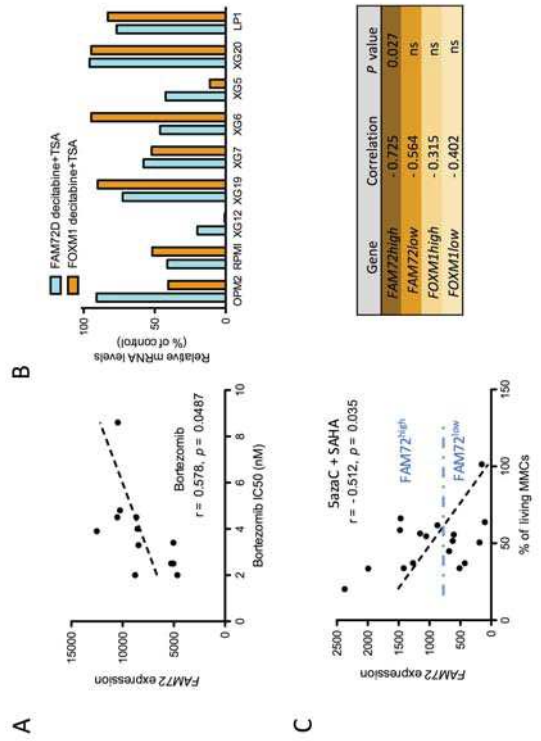 A
15000
10000
5000
0
FAM72 expression
0 2 4 6 8 10
Bortezomib IC50 (nM)
Bortezomib
r = 0.578, p = 0.0487
B
FAM72D decitabine+TSA
FOXM1 decitabine+TSA
100
50
0
Relative mRNA levels
(% of control)
OPM2 RPMI XG12 XG19 XG7 XG6 XG5 XG20 LP1
C
5azaC + SAHA
r = - 0.512, p = 0.035
FAM72high
FAM72low
2500
2000
1500
1000
500
0
FAM72 expression
0 50 100 150
% of living MMCs
Gene Correlation P value
FAM72high - 0.725 0.027
FAM72low - 0.564 ns
FOXM1high - 0.315 ns
FOXM1low - 0.402 ns